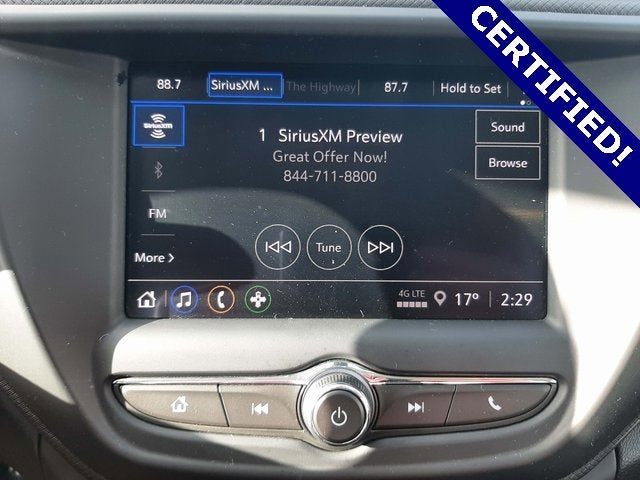 CERTIFIED!
88.7 SiriusXM ... The Highway 87.7 Hold to Set
SiriusXM
1 SiriusXM Preview
Great Offer Now!
844-711-8800
Sound
Browse
FM
Tune
More >
4G LTE
17° 2:29